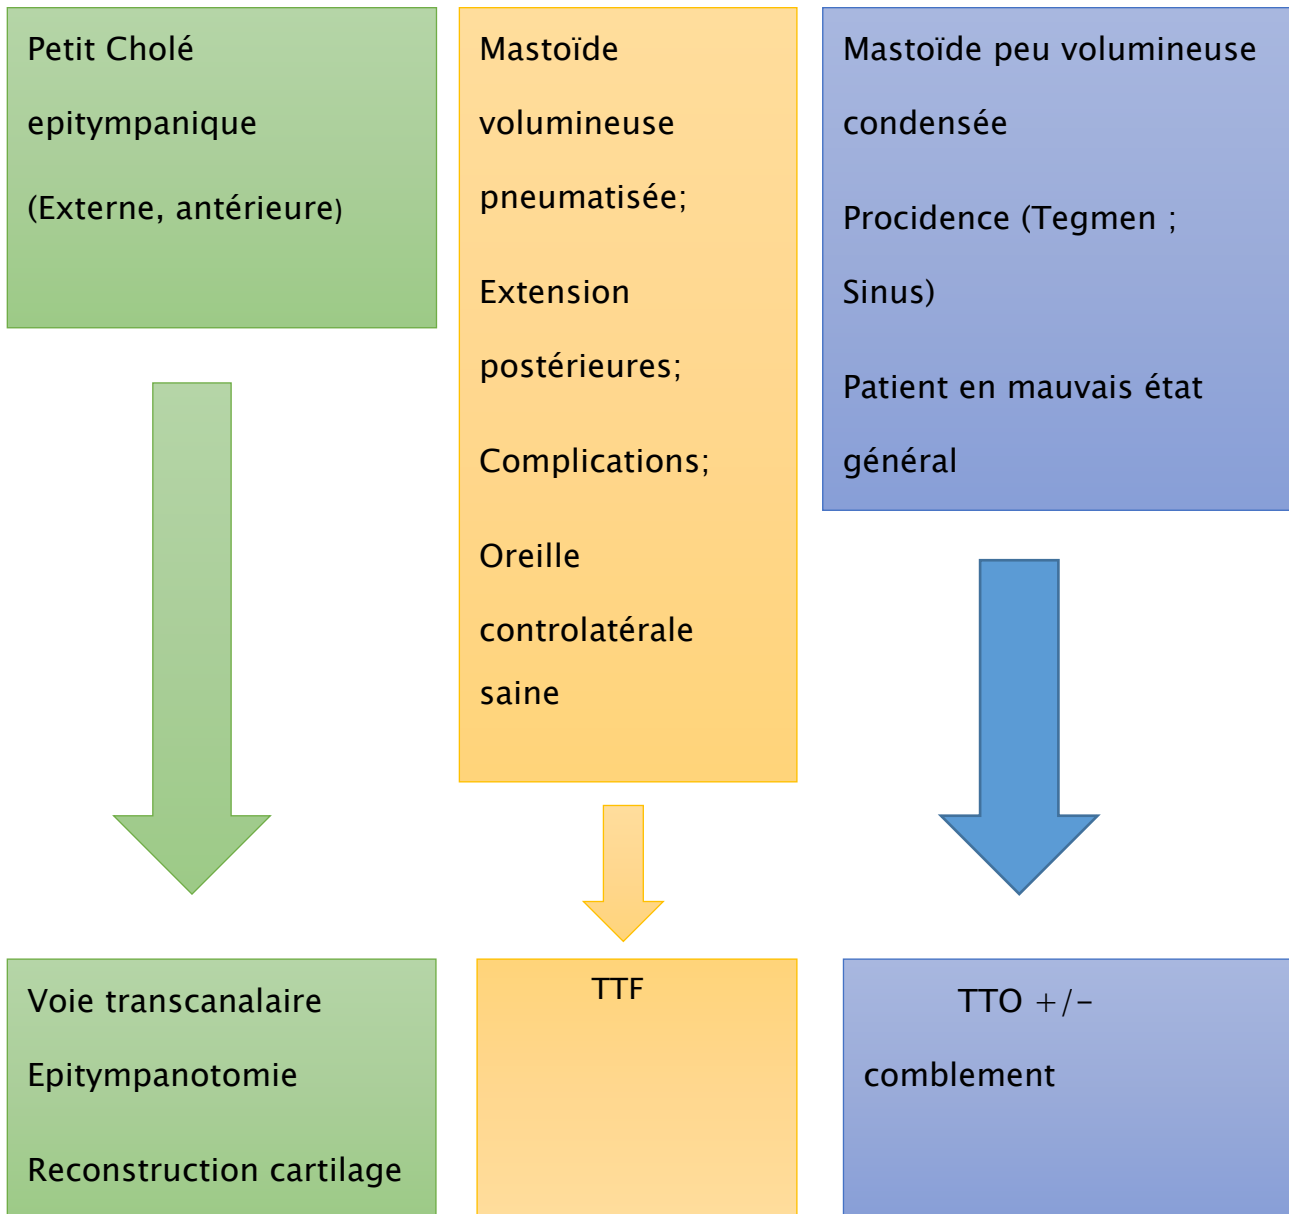 Petit Cholé
epitympanique
(Externe, antérieure)
Mastoïde
volumineuse
pneumatisée;
Extension
postérieures;
Complications;
Oreille
controlatérale
saine
Mastoïde peu volumineuse
condensée
Procidence (Tegmen ;
Sinus)
Patient en mauvais état
général
Voie transcanalaire
Epitympanotomie
Reconstruction cartilage
TTF
TTO +/-
comblement